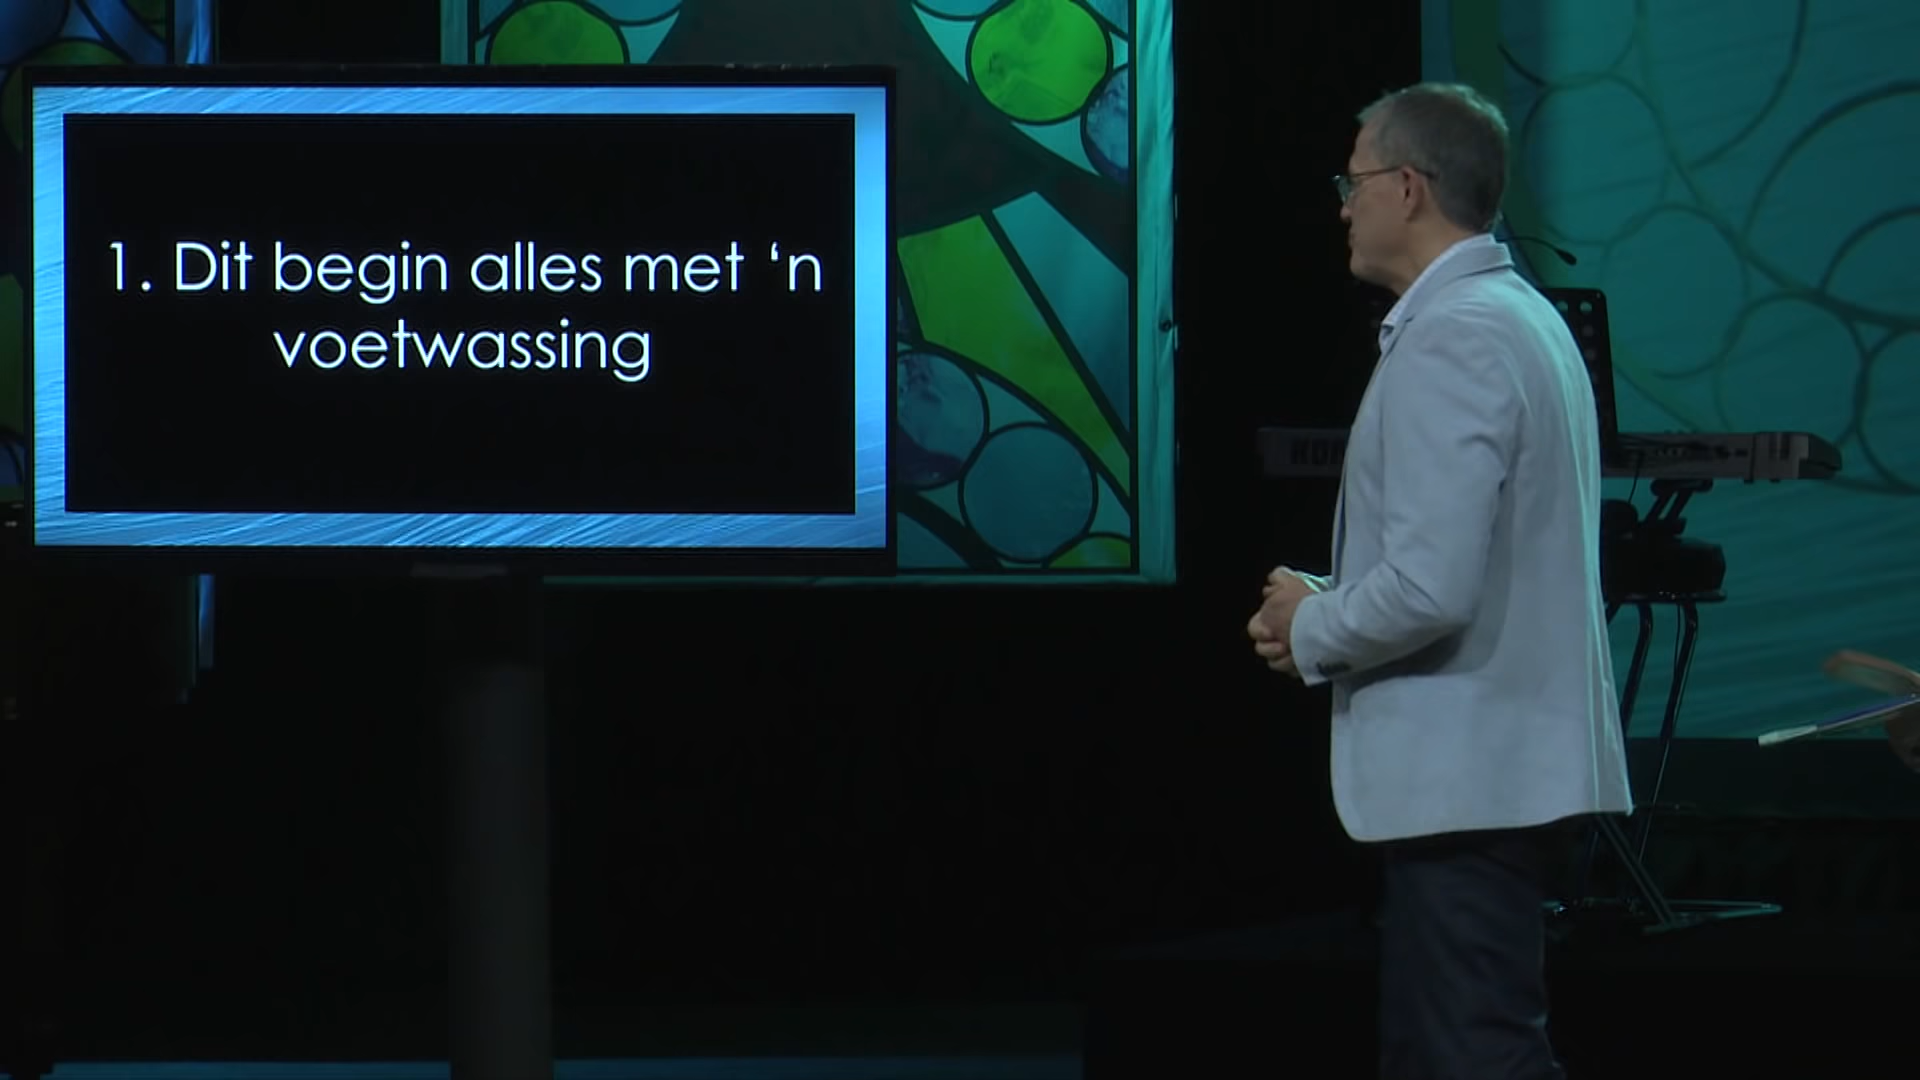 1. Dit begin alles met ‘n
voetwassing